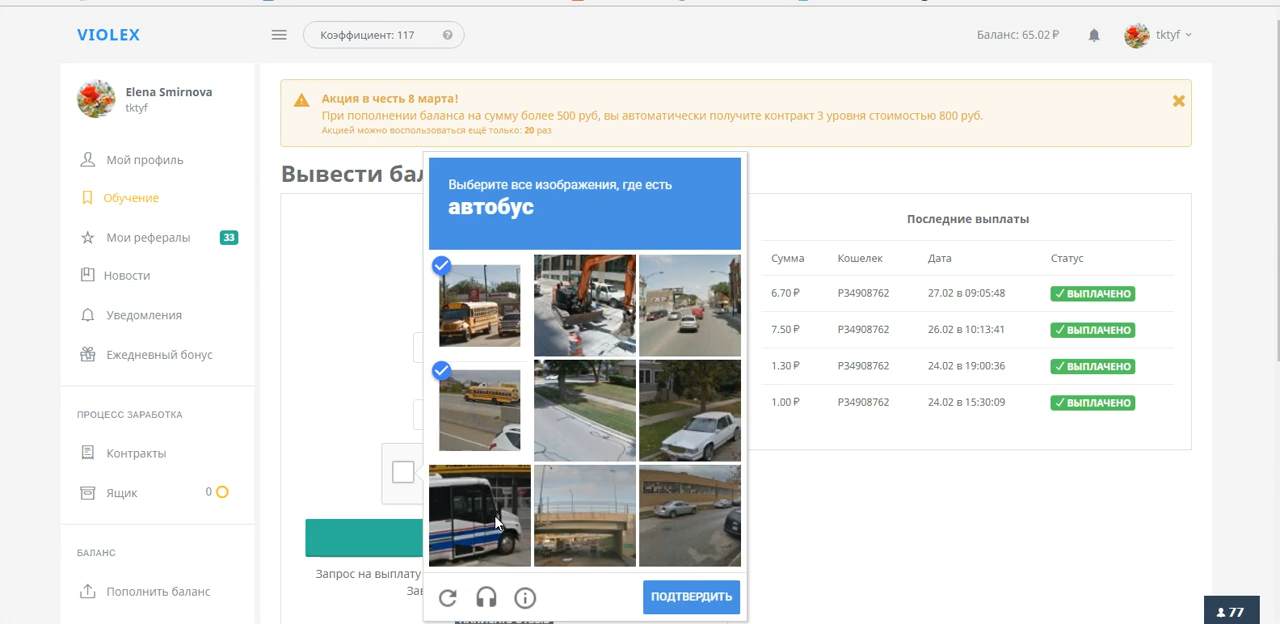 VIOLEX
Коэффициент: 117
Баланс: 65.02 ₽
tktyf
Elena Smirnova
tktyf
Мой профиль
Обучение
Мои рефералы 33
Новости
Уведомления
Ежедневный бонус
ПРОЦЕСС ЗАРАБОТКА
Контракты
Ящик 0
БАЛАНС
Пополнить баланс
Акция в честь 8 марта!
При пополнении баланса на сумму более 500 руб, вы автоматически получите контракт 3 уровня стоимостью 800 руб.
Акцией можно воспользоваться ещё только: 20 раз
Вывести
Выберите все изображения, где есть
автобус
ПОДТВЕРДИТЬ
Запрос на выплату
Последние выплаты
Сумма Кошелек Дата Статус
6.70 ₽ P34908762 27.02 в 09:05:48 ВЫПЛАЧЕНО
7.50 ₽ P34908762 26.02 в 10:13:41 ВЫПЛАЧЕНО
1.30 ₽ P34908762 24.02 в 19:00:36 ВЫПЛАЧЕНО
1.00 ₽ P34908762 24.02 в 15:30:09 ВЫПЛАЧЕНО
77